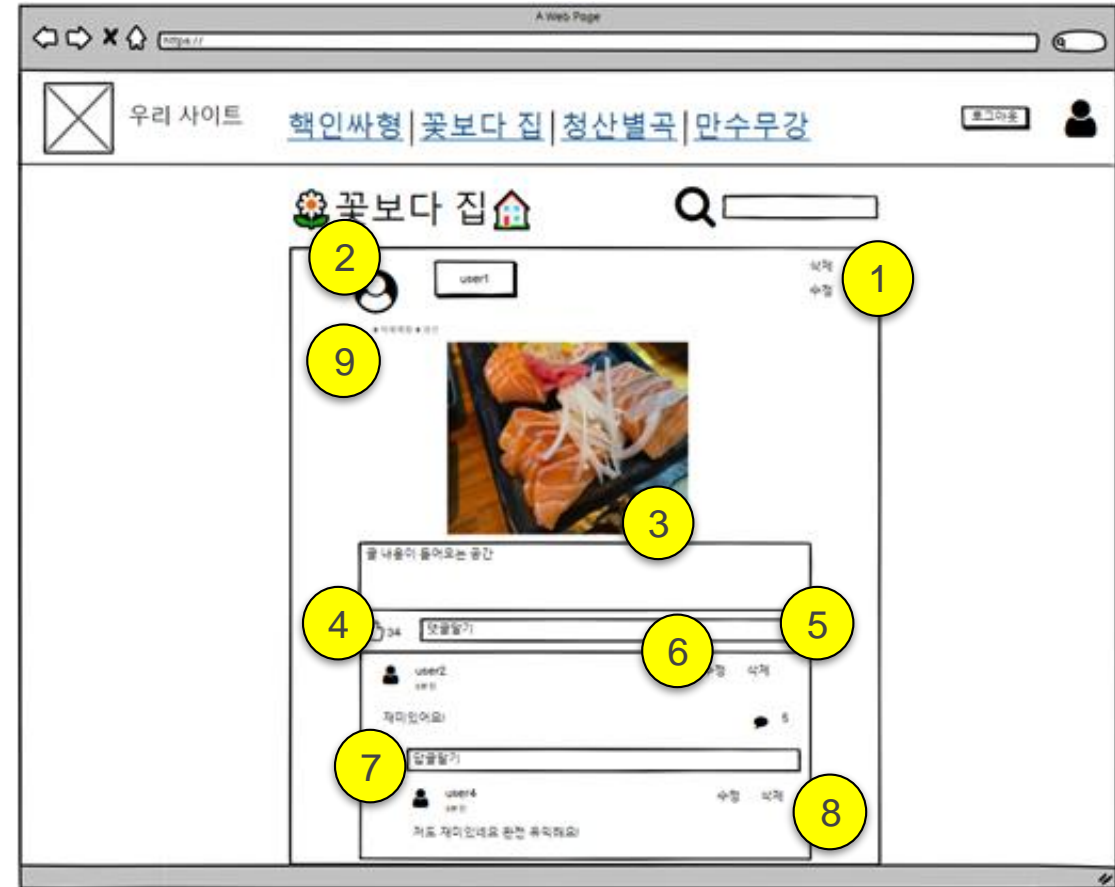 A Web Page
https://
우리 사이트
핵인싸형|꽃보다 집|청산별곡|만수무강
로그아웃
꽃보다 집
2
user1
삭제
1
수정
9
3
글 내용이 들어오는 공간
4
34
댓글달기
5
6
user2
수정
삭제
재미있어요!
5
7
답글달기
user4
수정
삭제
8
저도 재미있네요 완전 유익해요!